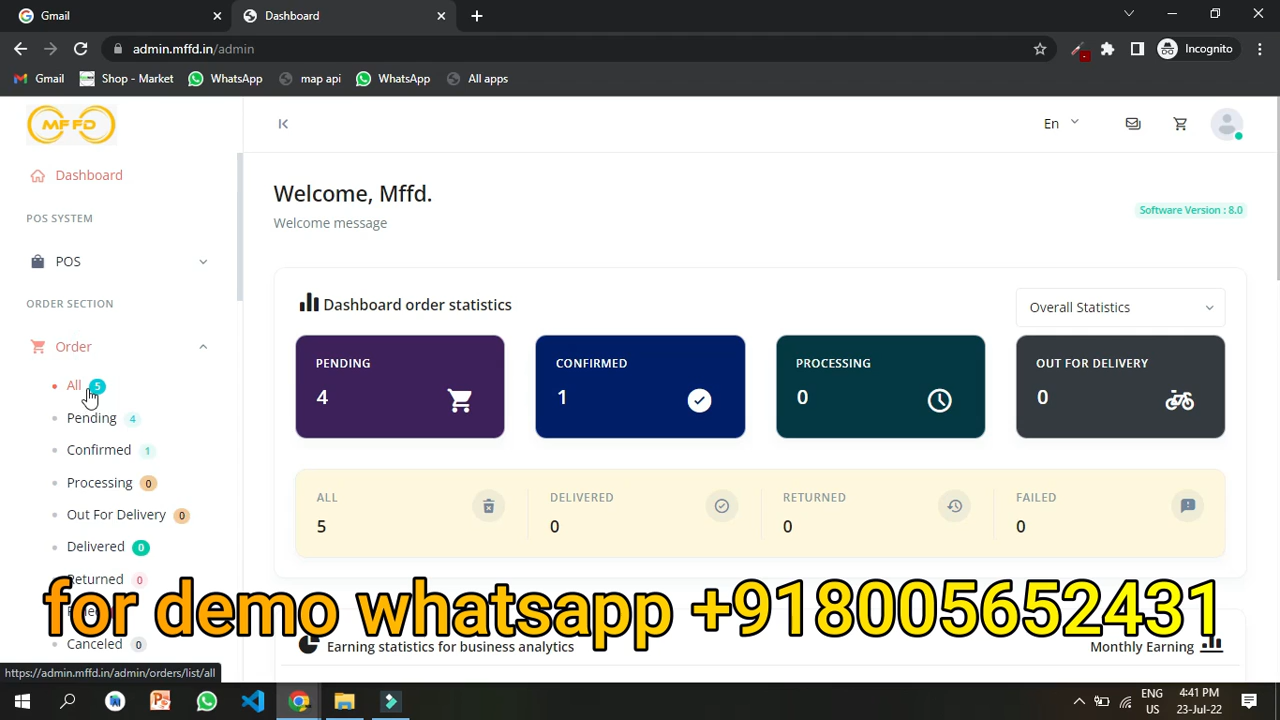 Gmail
Dashboard
admin.mffd.in/admin
Incognito
Gmail
Shop - Market
WhatsApp
map api
WhatsApp
All apps
MFFD
En
Dashboard
Welcome, Mffd.
Software Version : 8.0
POS SYSTEM
Welcome message
POS
ORDER SECTION
Dashboard order statistics
Overall Statistics
Order
PENDING
CONFIRMED
PROCESSING
OUT FOR DELIVERY
All 5
4
1
0
0
Pending 4
Confirmed 1
Processing 0
ALL
DELIVERED
RETURNED
FAILED
Out For Delivery 0
5
0
0
0
Delivered 0
Returned 0
for demo whatsapp +918005652431
Canceled 0
Earning statistics for business analytics
Monthly Earning
https://admin.mffd.in/admin/orders/list/all
ENG
US
4:41 PM
23-Jul-22